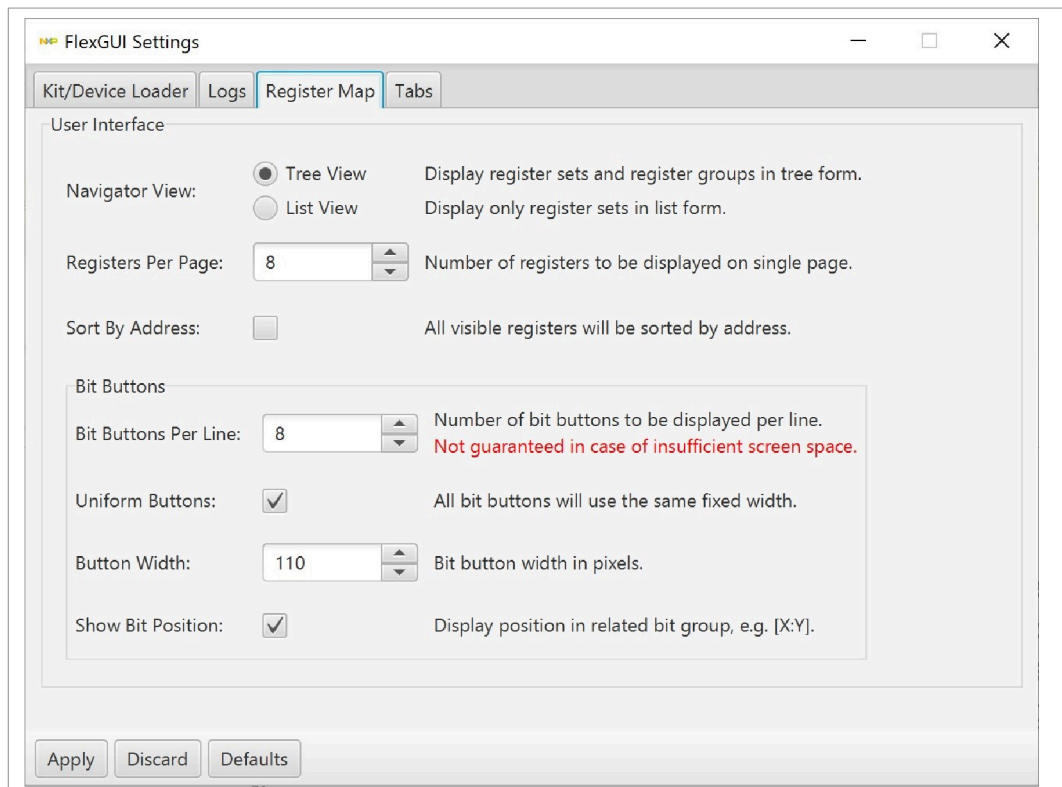 NXP FlexGUI Settings
Kit/Device Loader Logs Register Map Tabs
User Interface
Navigator View:
Tree View Display register sets and register groups in tree form.
List View Display only register sets in list form.
Registers Per Page: 8 Number of registers to be displayed on single page.
Sort By Address: All visible registers will be sorted by address.
Bit Buttons
Bit Buttons Per Line: 8 Number of bit buttons to be displayed per line.
Not guaranteed in case of insufficient screen space.
Uniform Buttons: All bit buttons will use the same fixed width.
Button Width: 110 Bit button width in pixels.
Show Bit Position: Display position in related bit group, e.g. [X:Y].
Apply Discard Defaults